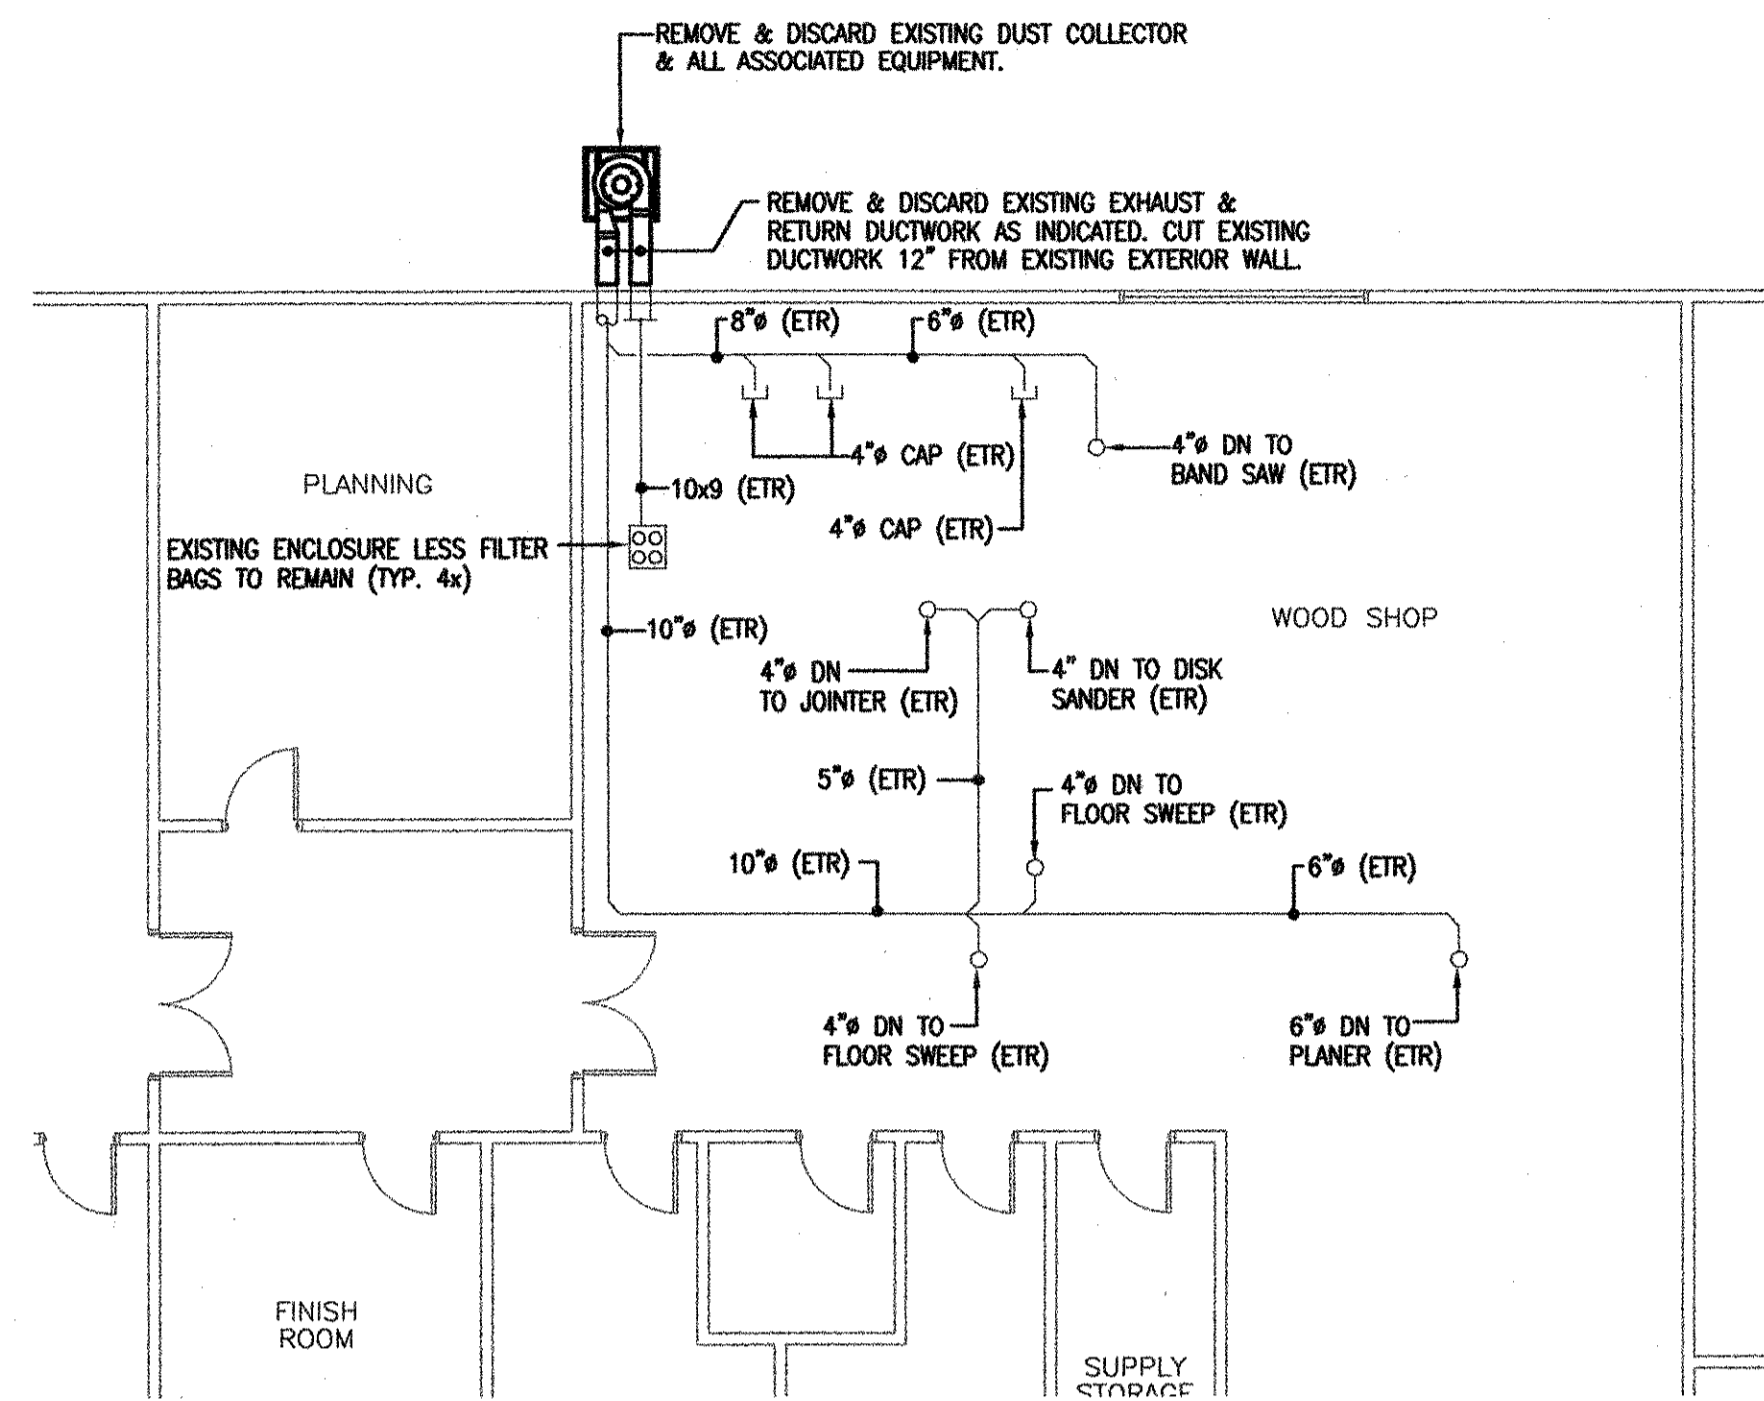 REMOVE & DISCARD EXISTING DUST COLLECTOR
& ALL ASSOCIATED EQUIPMENT.
REMOVE & DISCARD EXISTING EXHAUST &
RETURN DUCTWORK AS INDICATED. CUT EXISTING
DUCTWORK 12" FROM EXISTING EXTERIOR WALL.
8"ø (ETR)
6"ø (ETR)
4"ø CAP (ETR)
4"ø DN TO
BAND SAW (ETR)
PLANNING
10x9 (ETR)
4"ø CAP (ETR)
EXISTING ENCLOSURE LESS FILTER
BAGS TO REMAIN (TYP. 4x)
WOOD SHOP
10"ø (ETR)
4"ø DN
TO JOINTER (ETR)
4" DN TO DISK
SANDER (ETR)
5"ø (ETR)
4"ø DN TO
FLOOR SWEEP (ETR)
10"ø (ETR)
6"ø (ETR)
4"ø DN TO
FLOOR SWEEP (ETR)
6"ø DN TO
PLANER (ETR)
FINISH
ROOM
SUPPLY
STORAGE